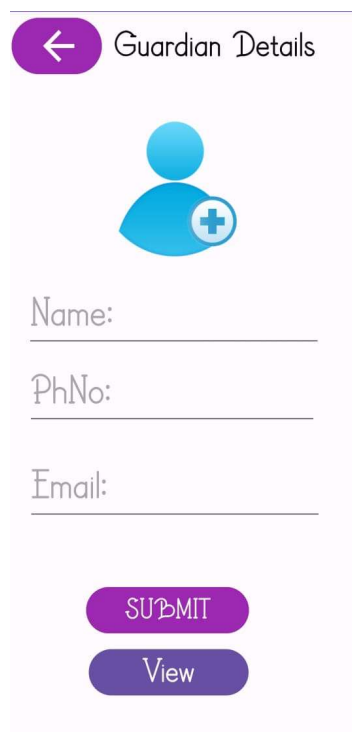 Guardian Details
Name:
PhNo:
Email:
SUBMIT
View